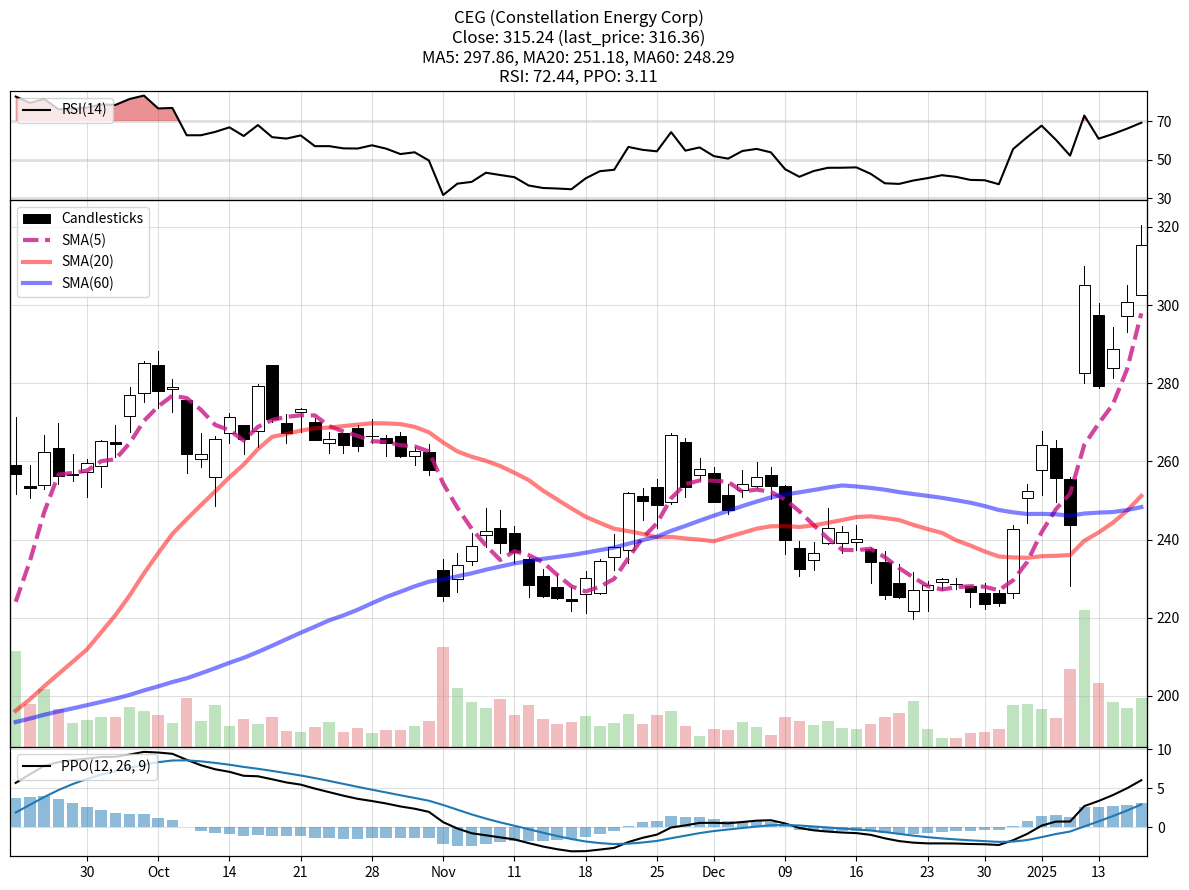 CEG (Constellation Energy Corp)
Close: 315.24 (last_price: 316.36)
MA5: 297.86, MA20: 251.18, MA60: 248.29
RSI: 72.44, PPO: 3.11
RSI(14)
70
50
30
Candlesticks
SMA(5)
SMA(20)
SMA(60)
320
300
280
260
240
220
200
PPO(12, 26, 9)
10
5
0
30 Oct 14 21 28 Nov 11 18 25 Dec 09 16 23 30 2025 13